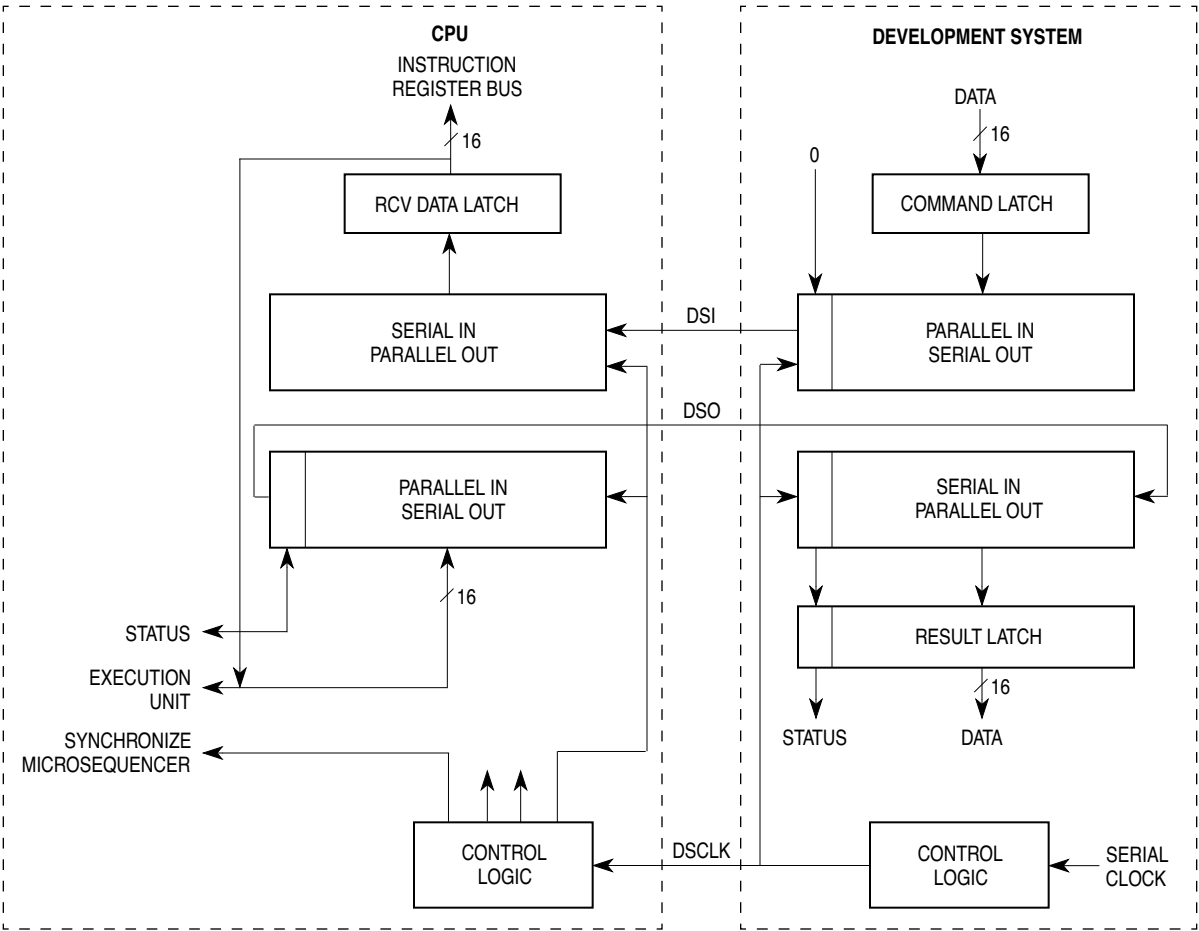 CPU
INSTRUCTION
REGISTER BUS
16
RCV DATA LATCH
SERIAL IN
PARALLEL OUT
PARALLEL IN
SERIAL OUT
16
STATUS
EXECUTION
UNIT
SYNCHRONIZE
MICROSEQUENCER
CONTROL
LOGIC
DSI
DSO
DSCLK
DEVELOPMENT SYSTEM
DATA
16
0
COMMAND LATCH
PARALLEL IN
SERIAL OUT
SERIAL IN
PARALLEL OUT
RESULT LATCH
16
STATUS
DATA
CONTROL
LOGIC
SERIAL
CLOCK